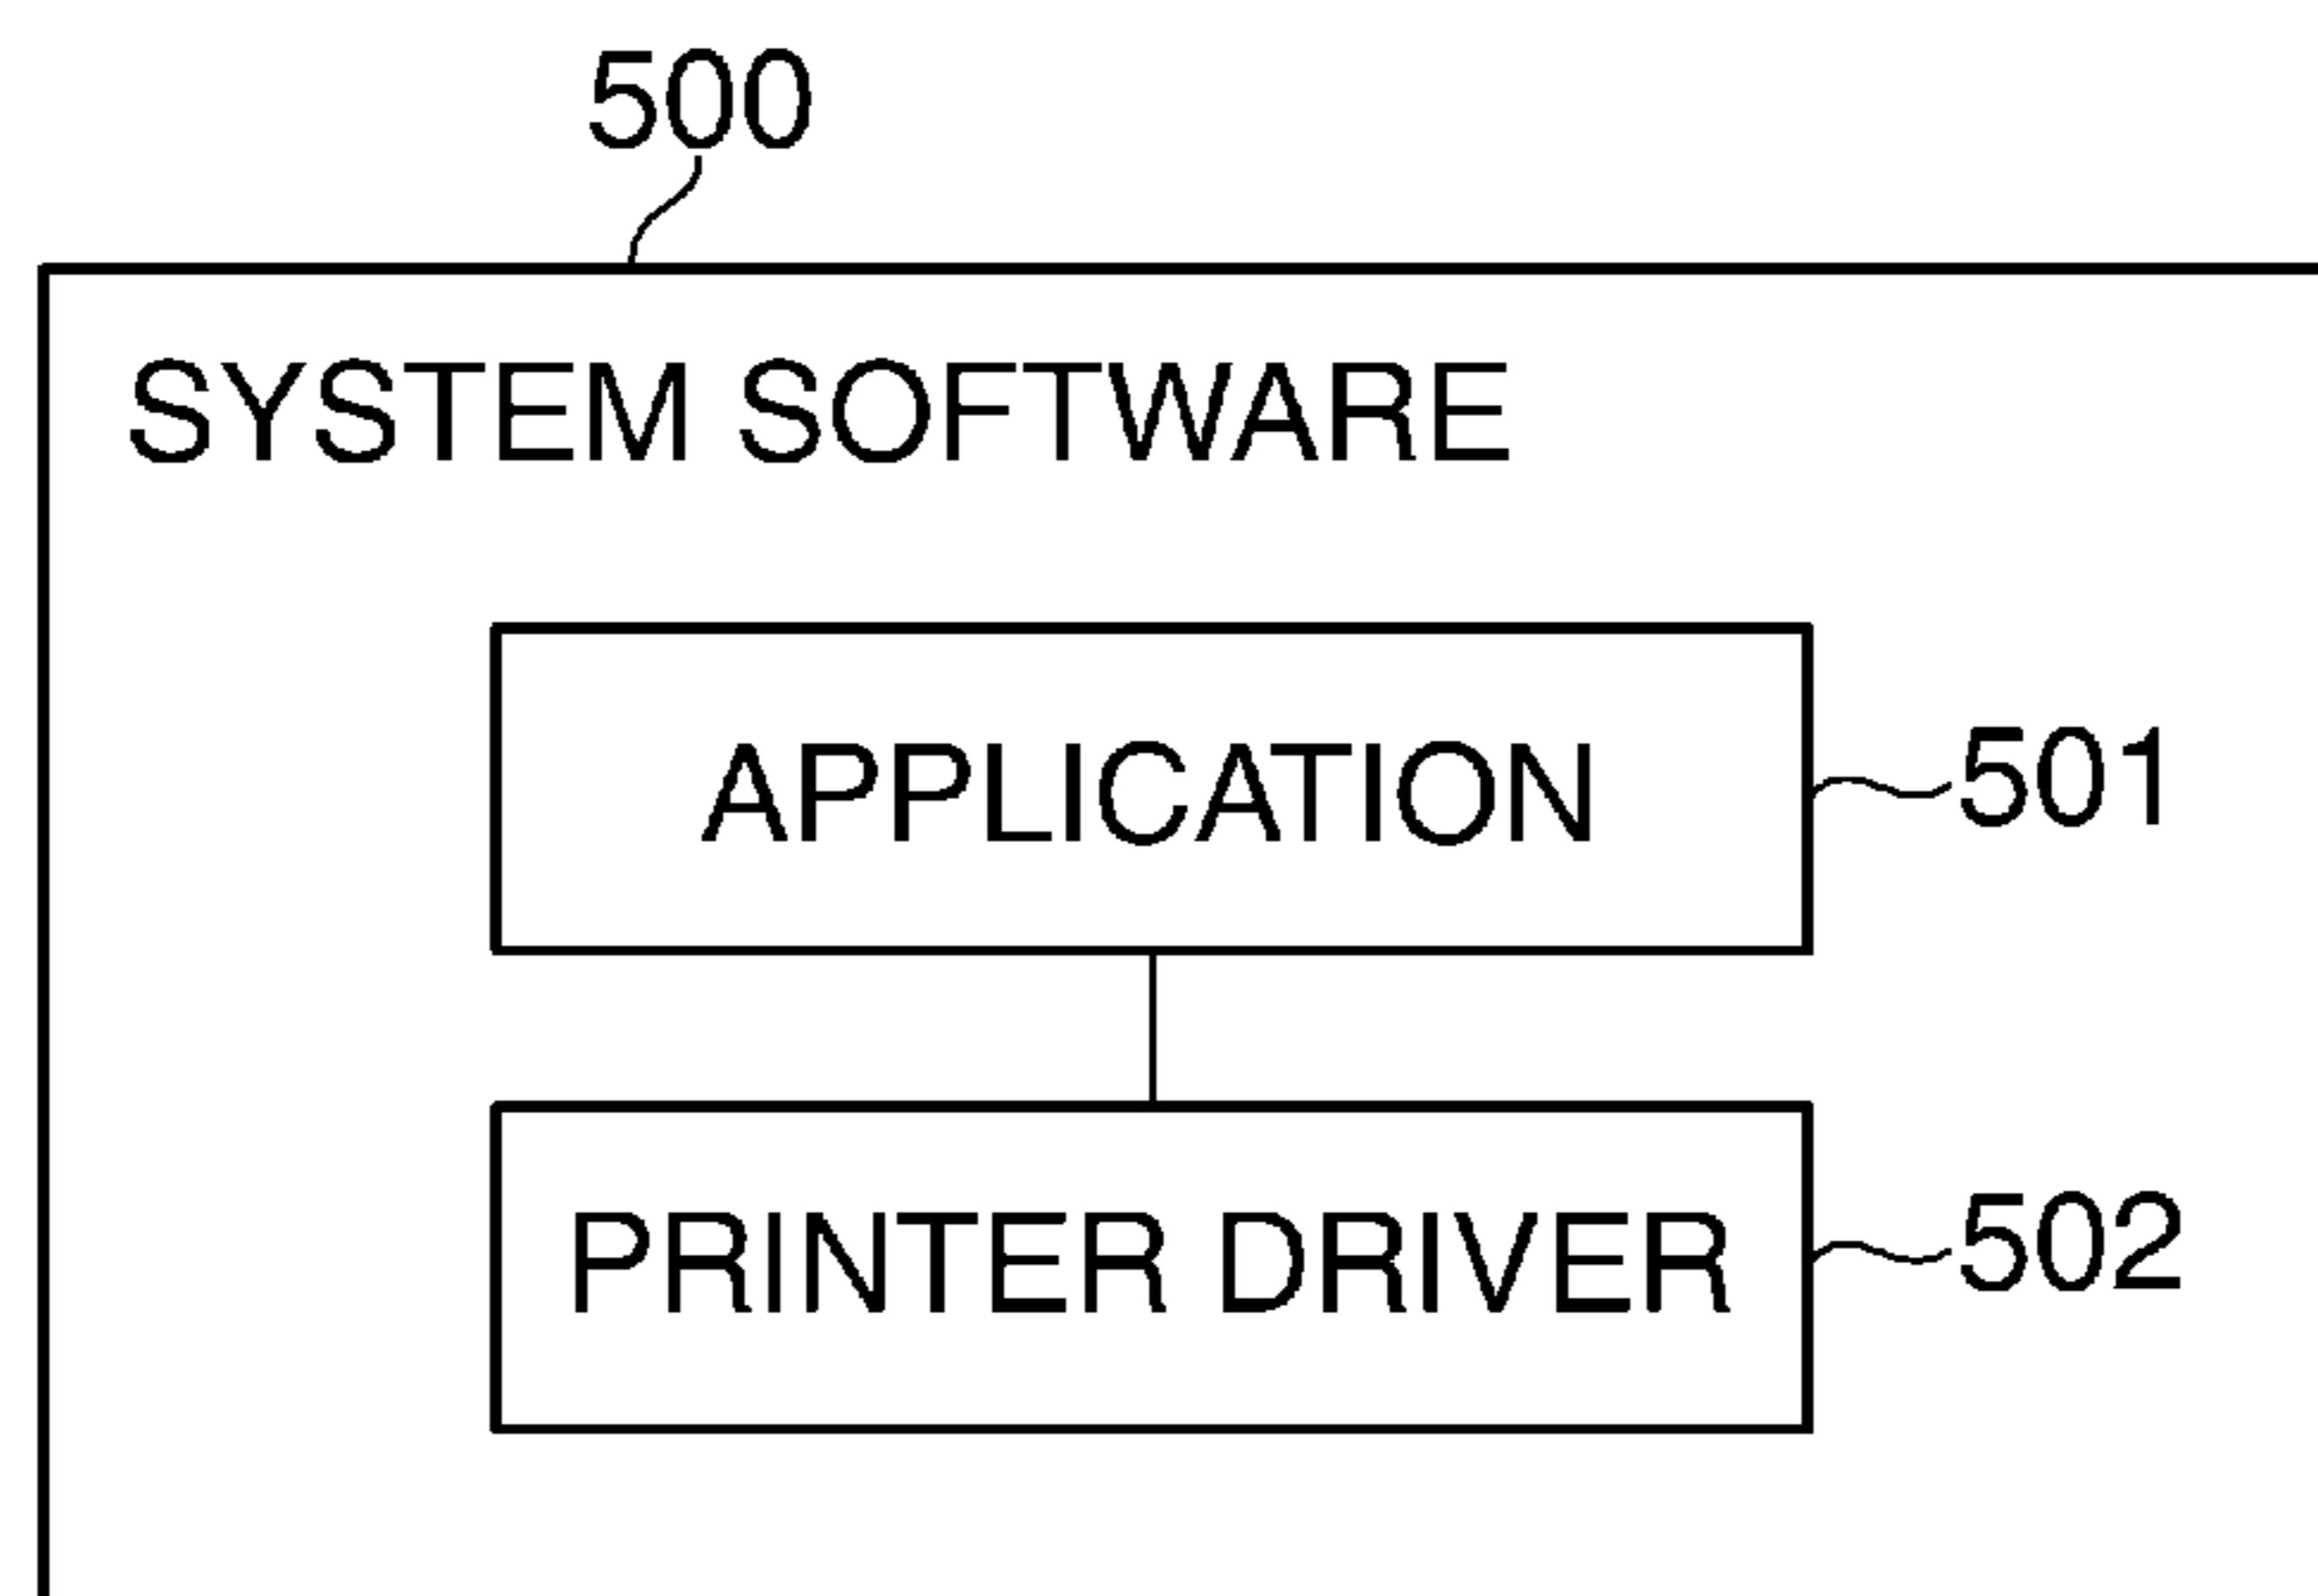 500
SYSTEM SOFTWARE
APPLICATION
501
PRINTER DRIVER
502